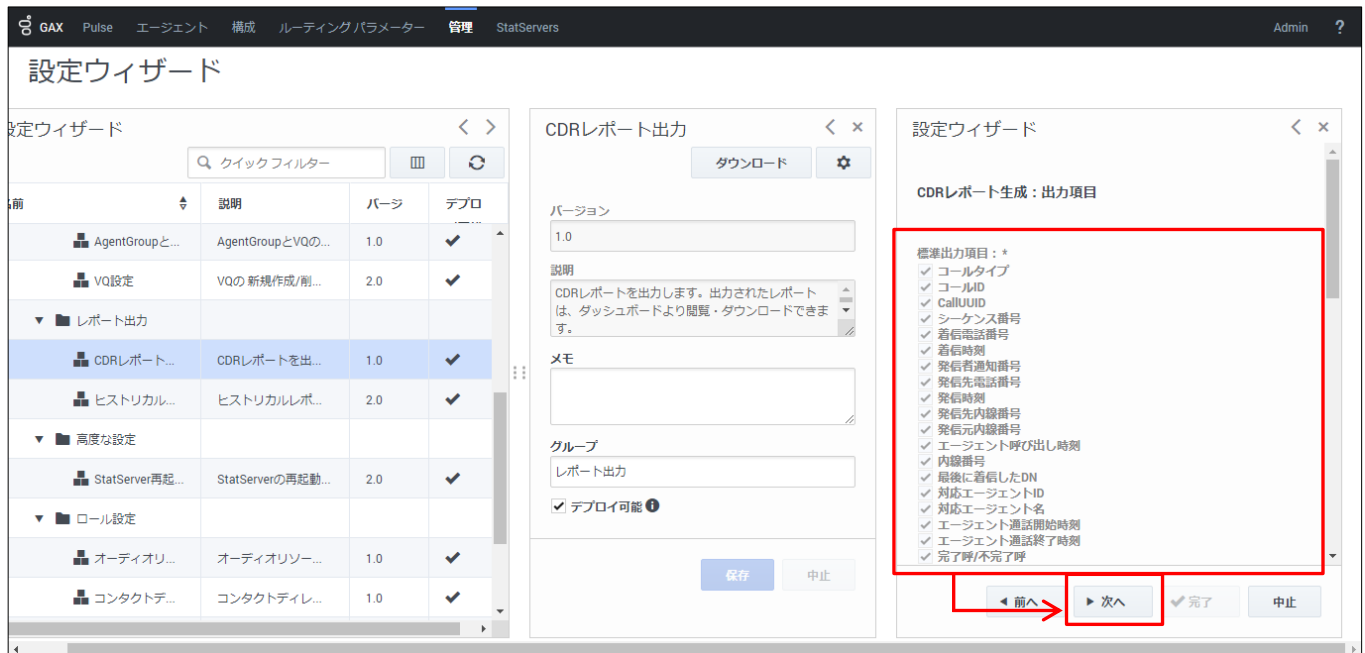 GAX Pulse エージェント 構成 ルーティング パラメーター 管理 StatServers Admin ?
設定ウィザード
設定ウィザード
クイック フィルター
名前 説明 バージ デプロ
AgentGroupと... AgentGroupとVQの... 1.0
VQ設定 VQの 新規作成/削... 2.0
レポート出力
CDRレポート... CDRレポートを出... 1.0
ヒストリカル... ヒストリカルレポ... 2.0
高度な設定
StatServer再起... StatServerの再起動... 2.0
ロール設定
オーディオリ... オーディオリソー... 1.0
コンタクトデ... コンタクトディレ... 1.0
CDRレポート出力
ダウンロード
バージョン
1.0
説明
CDRレポートを出力します。出力されたレポート
は、ダッシュボードより閲覧・ダウンロードできま
す。
メモ
グループ
レポート出力
デプロイ可能
保存 中止
設定ウィザード
CDRレポート生成：出力項目
標準出力項目：*
コールタイプ
コールID
CallUUID
シーケンス番号
着信電話番号
着信時刻
発信者通知番号
発信先電話番号
発信時刻
発信先内線番号
発信元内線番号
エージェント呼び出し時刻
内線番号
最後に着信したDN
対応エージェントID
対応エージェント名
エージェント通話開始時刻
エージェント通話終了時刻
完了呼/不完了呼
前へ 次へ 完了 中止